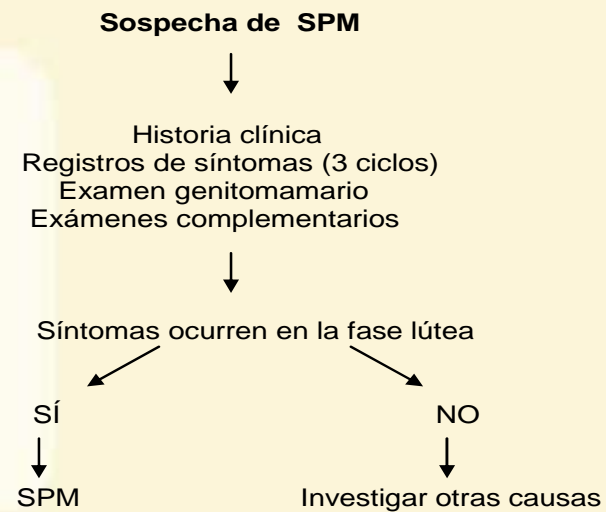 Sospecha de SPM
Historia clínica
Registros de síntomas (3 ciclos)
Examen genitomamario
Exámenes complementarios
Síntomas ocurren en la fase lútea
SÍ
NO
SPM
Investigar otras causas